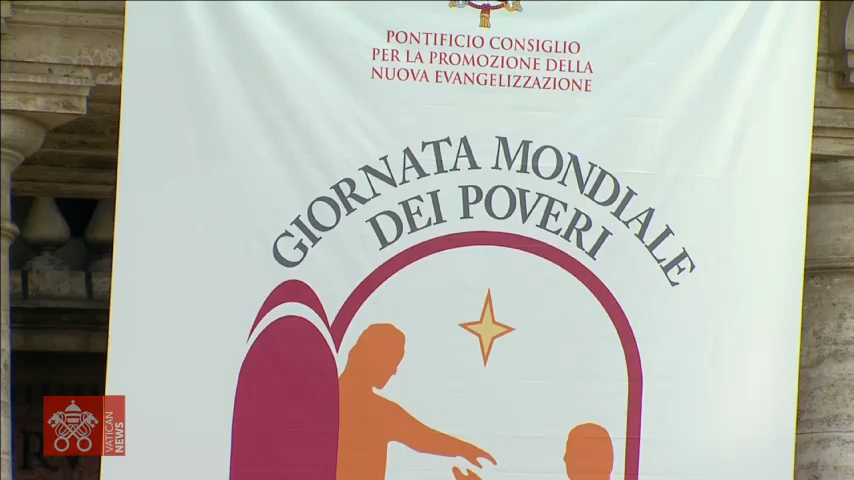 PONTIFICIO CONSIGLIO
PER LA PROMOZIONE DELLA
NUOVA EVANGELIZZAZIONE
GIORNATA MONDIALE
DEI POVERI
VATICAN
NEWS